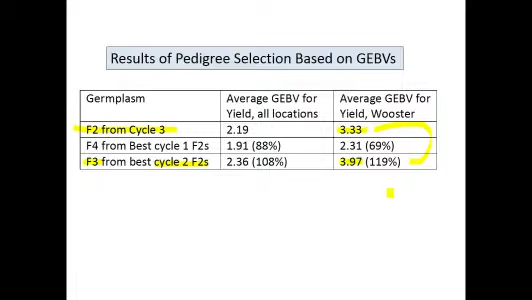 Results of Pedigree Selection Based on GEBVs
Germplasm Average GEBV for Yield, all locations Average GEBV for Yield, Wooster
F2 from Cycle 3 2.19 3.33
F4 from Best cycle 1 F2s 1.91 (88%) 2.31 (69%)
F3 from best cycle 2 F2s 2.36 (108%) 3.97 (119%)